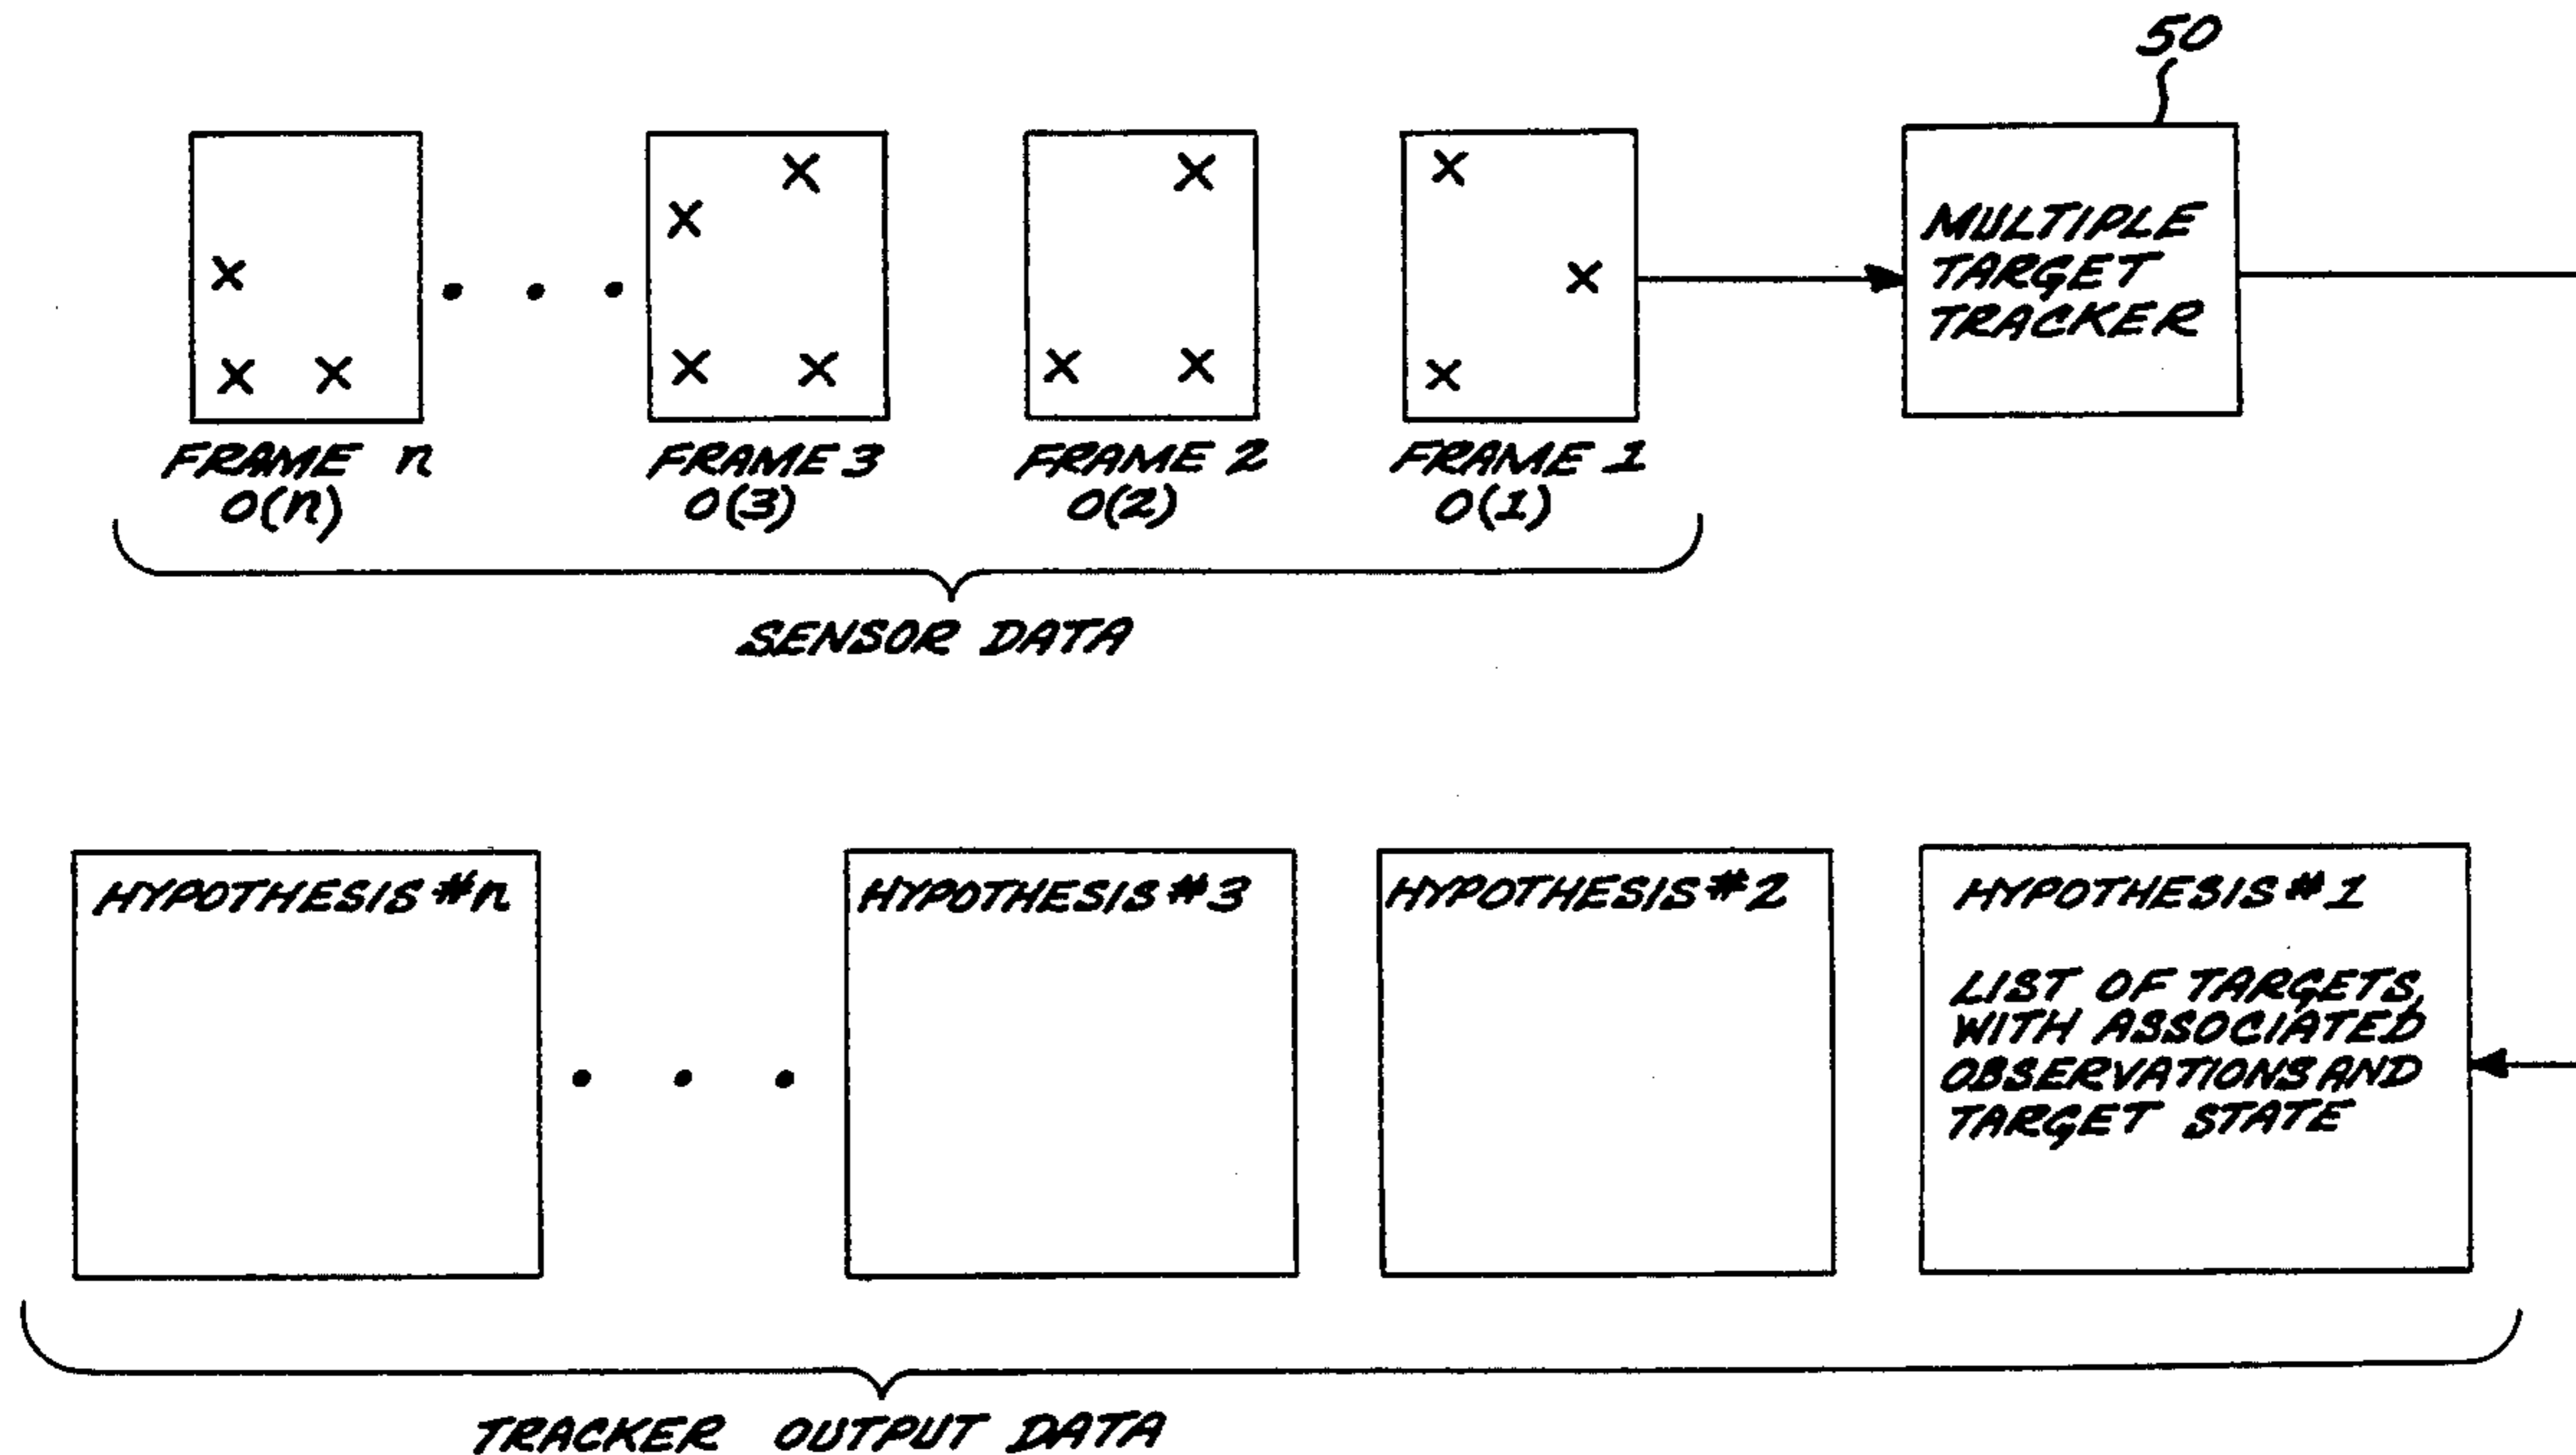 50
MULTIPLE
TARGET
TRACKER
FRAME n
O(n)
FRAME 3
O(3)
FRAME 2
O(2)
FRAME 1
O(1)
SENSOR DATA
HYPOTHESIS #n
HYPOTHESIS #3
HYPOTHESIS #2
HYPOTHESIS #1
LIST OF TARGETS,
WITH ASSOCIATED
OBSERVATIONS AND
TARGET STATE
TRACKER OUTPUT DATA